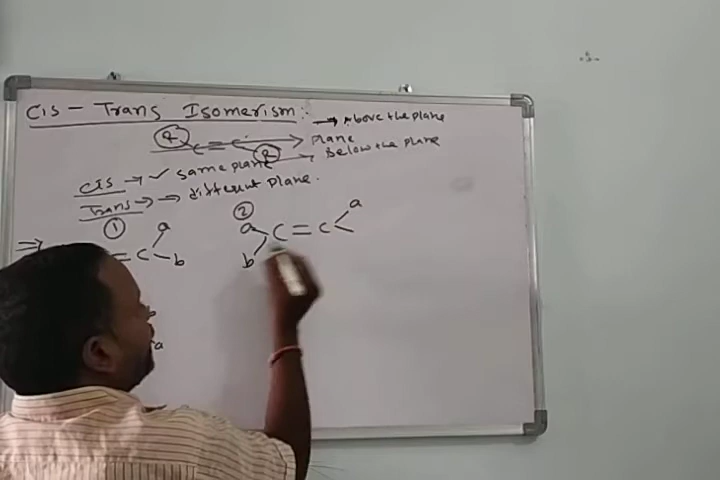 Cis - Trans Isomerism :-
→ Above the plane
R C = C R → Plane
→ Below the plane
Cis → ✓ same plane
Trans → → different plane.
⇒ ① ②
a a a
= C C = C
b b
a